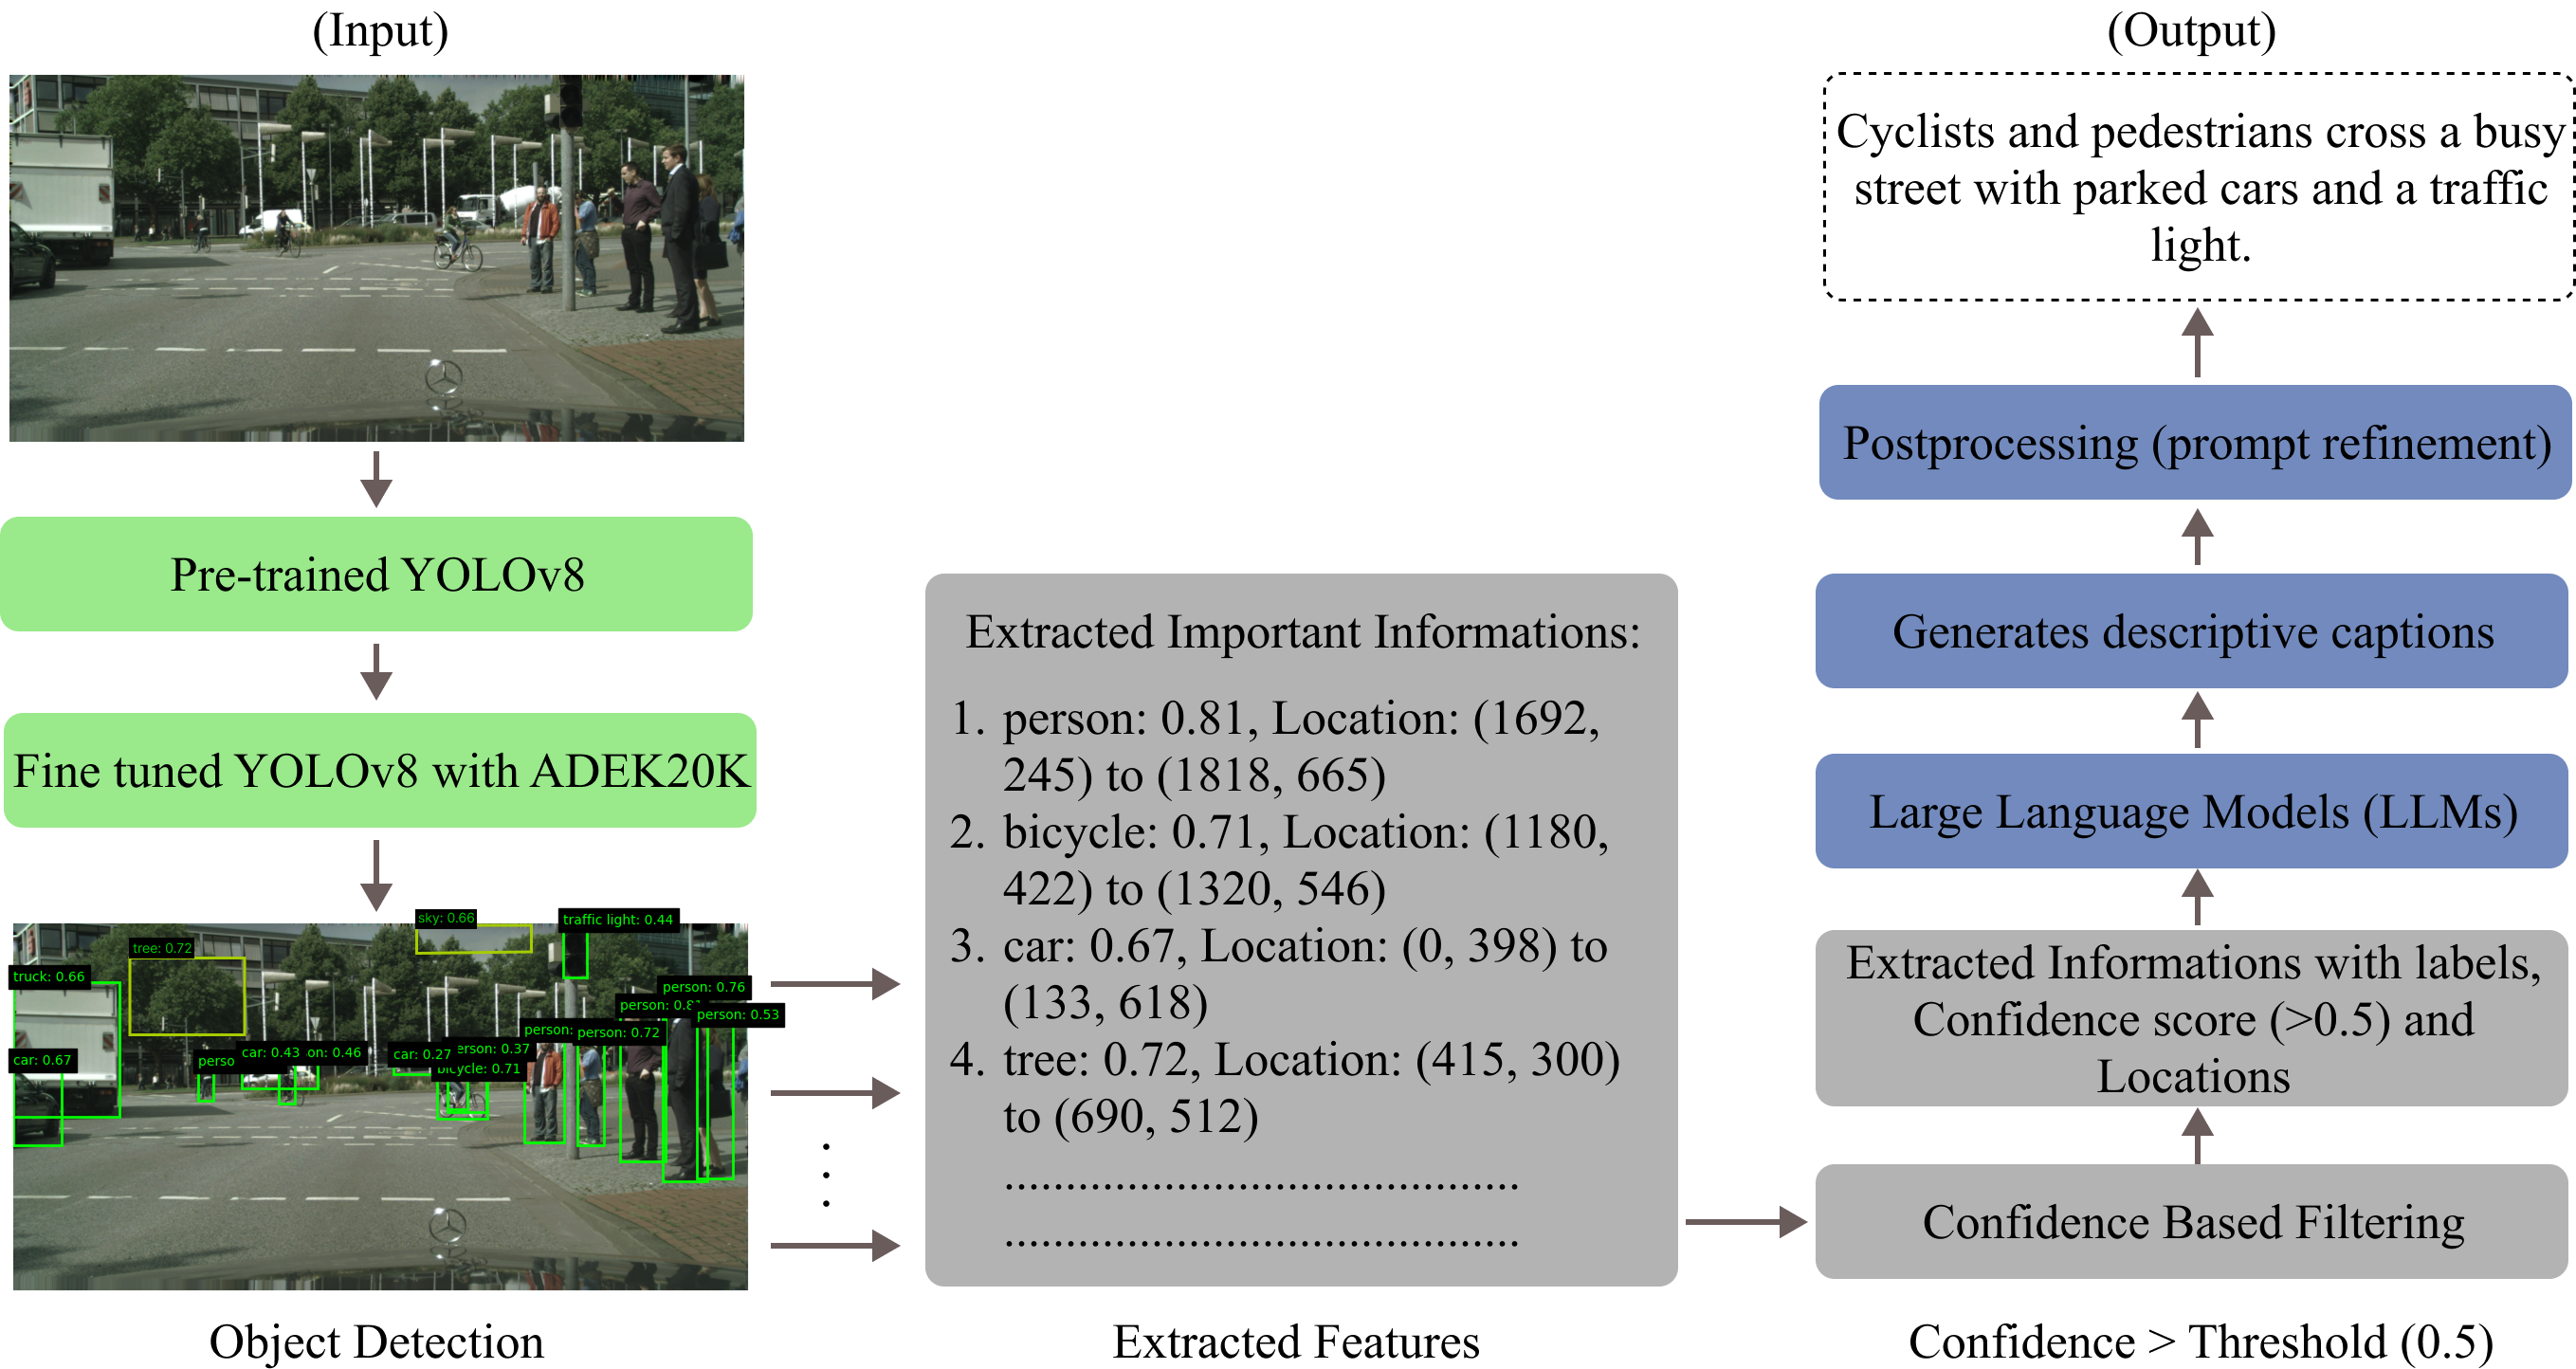 (Input)
Pre-trained YOLOv8
Fine tuned YOLOv8 with ADEK20K
sky: 0.66
traffic light: 0.44
tree: 0.72
truck: 0.66
person: 0.76
person: 0.8
person: 0.53
person:
person: 0.72
car: 0.67
perso
car: 0.43
on: 0.46
car: 0.27
erson: 0.37
bicycle: 0.71
Object Detection
Extracted Important Informations:
1. person: 0.81, Location: (1692,
245) to (1818, 665)
2. bicycle: 0.71, Location: (1180,
422) to (1320, 546)
3. car: 0.67, Location: (0, 398) to
(133, 618)
4. tree: 0.72, Location: (415, 300)
to (690, 512)
..........................................
..........................................
Extracted Features
(Output)
Cyclists and pedestrians cross a busy
street with parked cars and a traffic
light.
Postprocessing (prompt refinement)
Generates descriptive captions
Large Language Models (LLMs)
Extracted Informations with labels,
Confidence score (>0.5) and
Locations
Confidence Based Filtering
Confidence > Threshold (0.5)